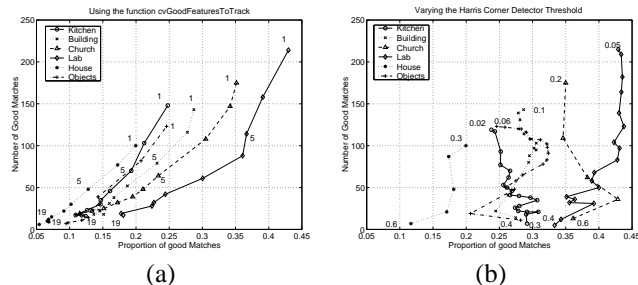 Using the function cvGoodFeaturesToTrack
Number of Good Matches
250
200
150
100
50
0
Kitchen
Building
Church
Lab
House
Objects
1
1
1
1
1
1
5
5
5
5
19
19
19
19
0.05 0.1 0.15 0.2 0.25 0.3 0.35 0.4 0.45
Proportion of good Matches
(a)
Varying the Harris Corner Detector Threshold
Number of Good Matches
250
200
150
100
50
0
Kitchen
Building
Church
Lab
House
Objects
0.05
0.2
0.1
0.06
0.02
0.3
0.6
0.4
0.3
0.4
0.6
0.05 0.1 0.15 0.2 0.25 0.3 0.35 0.4 0.45
Proportion of good Matches
(b)